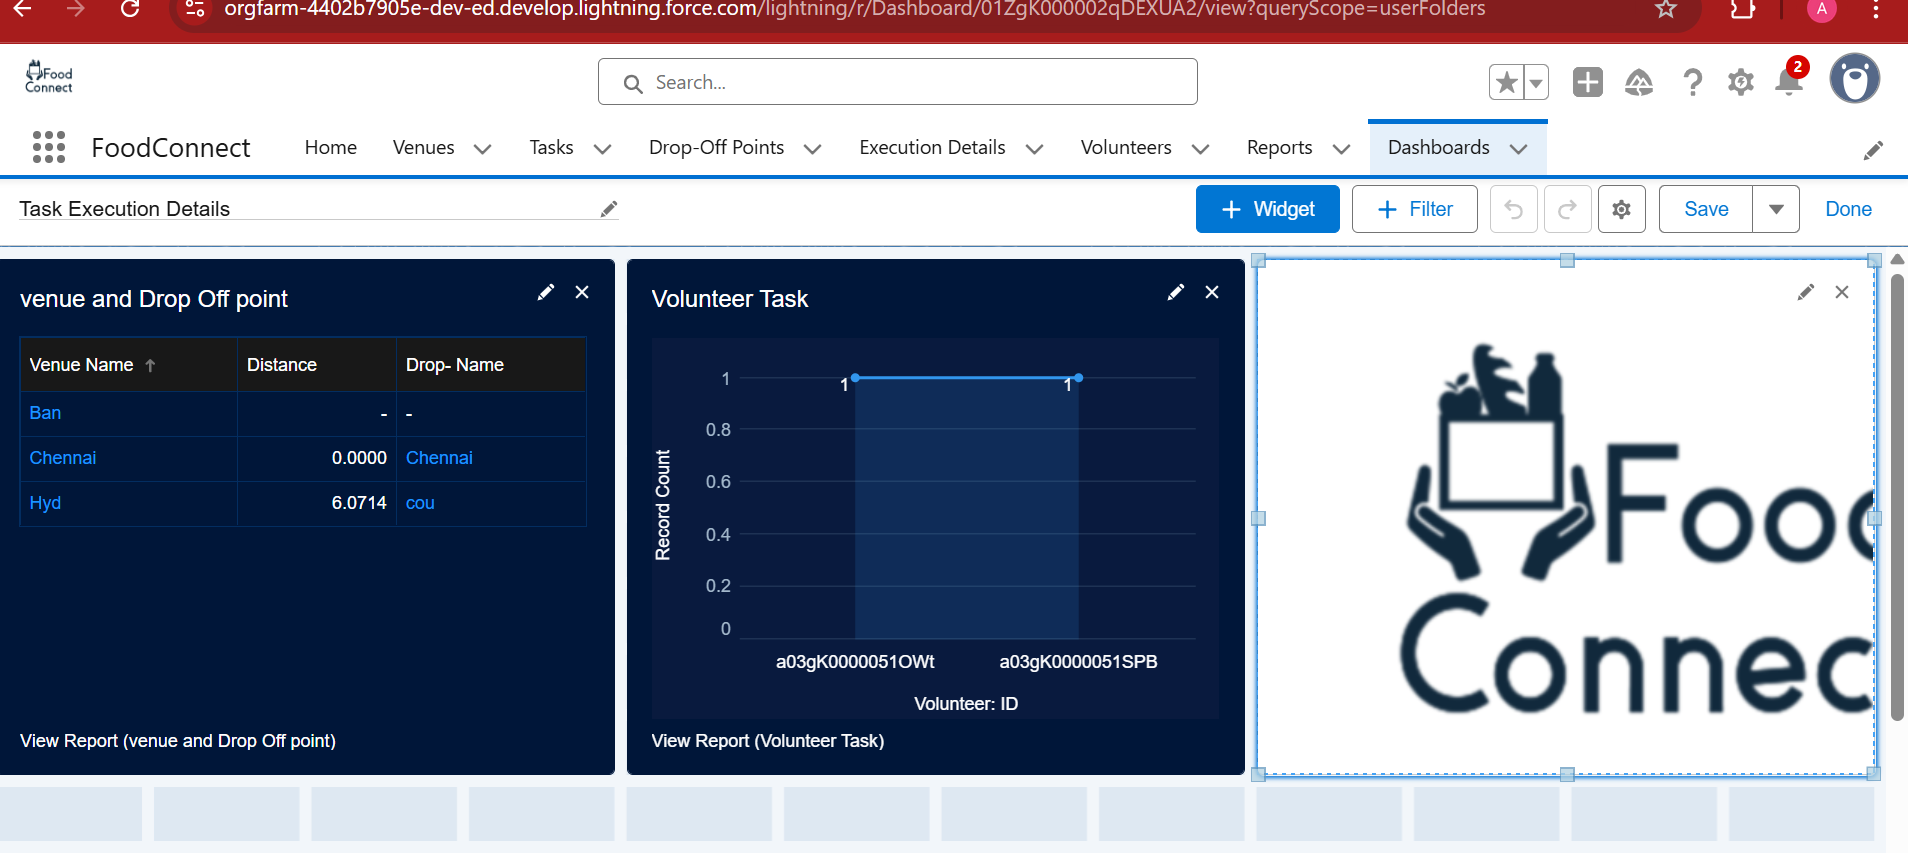 orgfarm-4402b7905e-dev-ed.develop.lightning.force.com/lightning/r/Dashboard/01ZgK000002qDEXUA2/view?queryScope=userFolders
A
Food
Connect
Search...
2
FoodConnect
Home
Venues
Tasks
Drop-Off Points
Execution Details
Volunteers
Reports
Dashboards
Task Execution Details
+ Widget
+ Filter
Save
Done
venue and Drop Off point
Venue Name ↑ Distance Drop- Name
Ban - -
Chennai 0.0000 Chennai
Hyd 6.0714 cou
View Report (venue and Drop Off point)
Volunteer Task
Record Count
1
0.8
0.6
0.4
0.2
0
1 1
a03gK0000051OWt a03gK0000051SPB
Volunteer: ID
View Report (Volunteer Task)
Foo
Connec